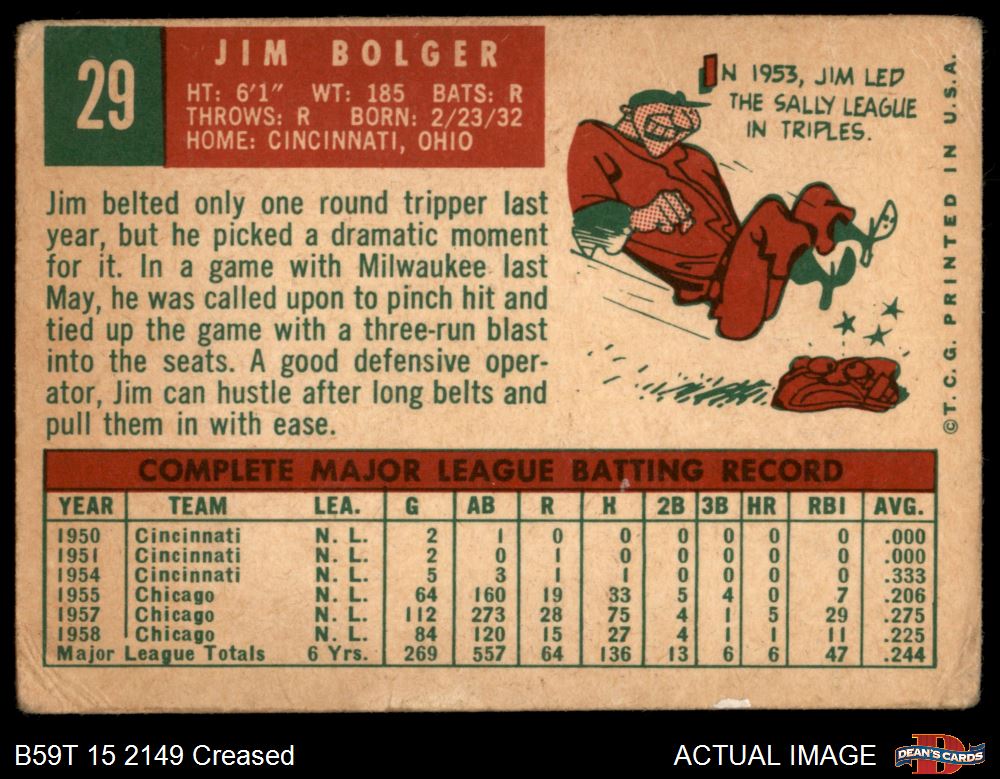 29
JIM BOLGER
HT: 6'1" WT: 185 BATS: R
THROWS: R BORN: 2/23/32
HOME: CINCINNATI, OHIO
IN 1953, JIM LED
THE SALLY LEAGUE
IN TRIPLES.
©T.C.G. PRINTED IN U.S.A.
Jim belted only one round tripper last
year, but he picked a dramatic moment
for it. In a game with Milwaukee last
May, he was called upon to pinch hit and
tied up the game with a three-run blast
into the seats. A good defensive oper-
ator, Jim can hustle after long belts and
pull them in with ease.
COMPLETE MAJOR LEAGUE BATTING RECORD
YEAR TEAM LEA. G AB R H 2B 3B HR RBI AVG.
1950 Cincinnati N. L. 2 1 0 0 0 0 0 0 .000
1951 Cincinnati N. L. 2 0 1 0 0 0 0 0 .000
1954 Cincinnati N. L. 5 3 1 1 0 0 0 0 .333
1955 Chicago N. L. 64 160 19 33 5 4 0 7 .206
1957 Chicago N. L. 112 273 28 75 4 1 5 29 .275
1958 Chicago N. L. 84 120 15 27 4 1 1 11 .225
Major League Totals 6 Yrs. 269 557 64 136 13 6 6 47 .244
B59T 15 2149 Creased
ACTUAL IMAGE
DEAN'S CARDS